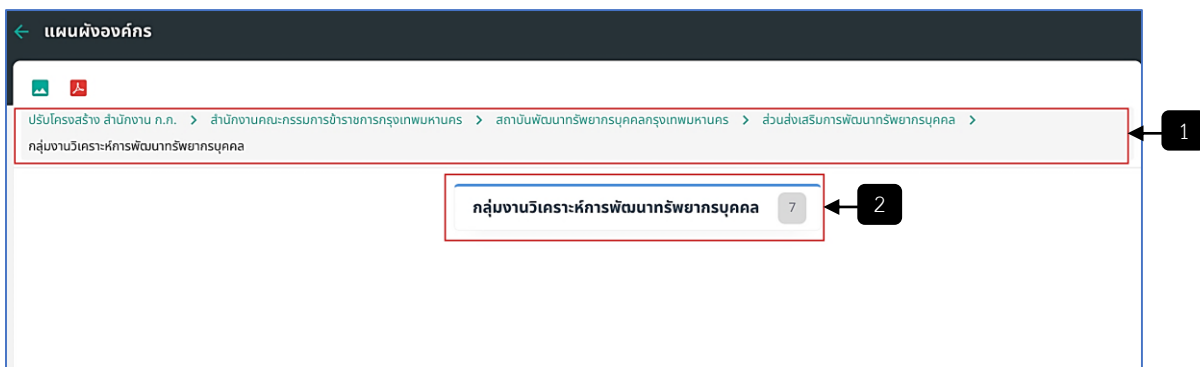 แผนผังองค์กร
ปรับโครงสร้าง สำนักงาน ก.ก. > สำนักงานคณะกรรมการข้าราชการกรุงเทพมหานคร > สถาบันพัฒนาทรัพยากรบุคคลกรุงเทพมหานคร > ส่วนส่งเสริมการพัฒนาทรัพยากรบุคคล >
กลุ่มงานวิเคราะห์การพัฒนาทรัพยากรบุคคล
1
กลุ่มงานวิเคราะห์การพัฒนาทรัพยากรบุคคล 7
2